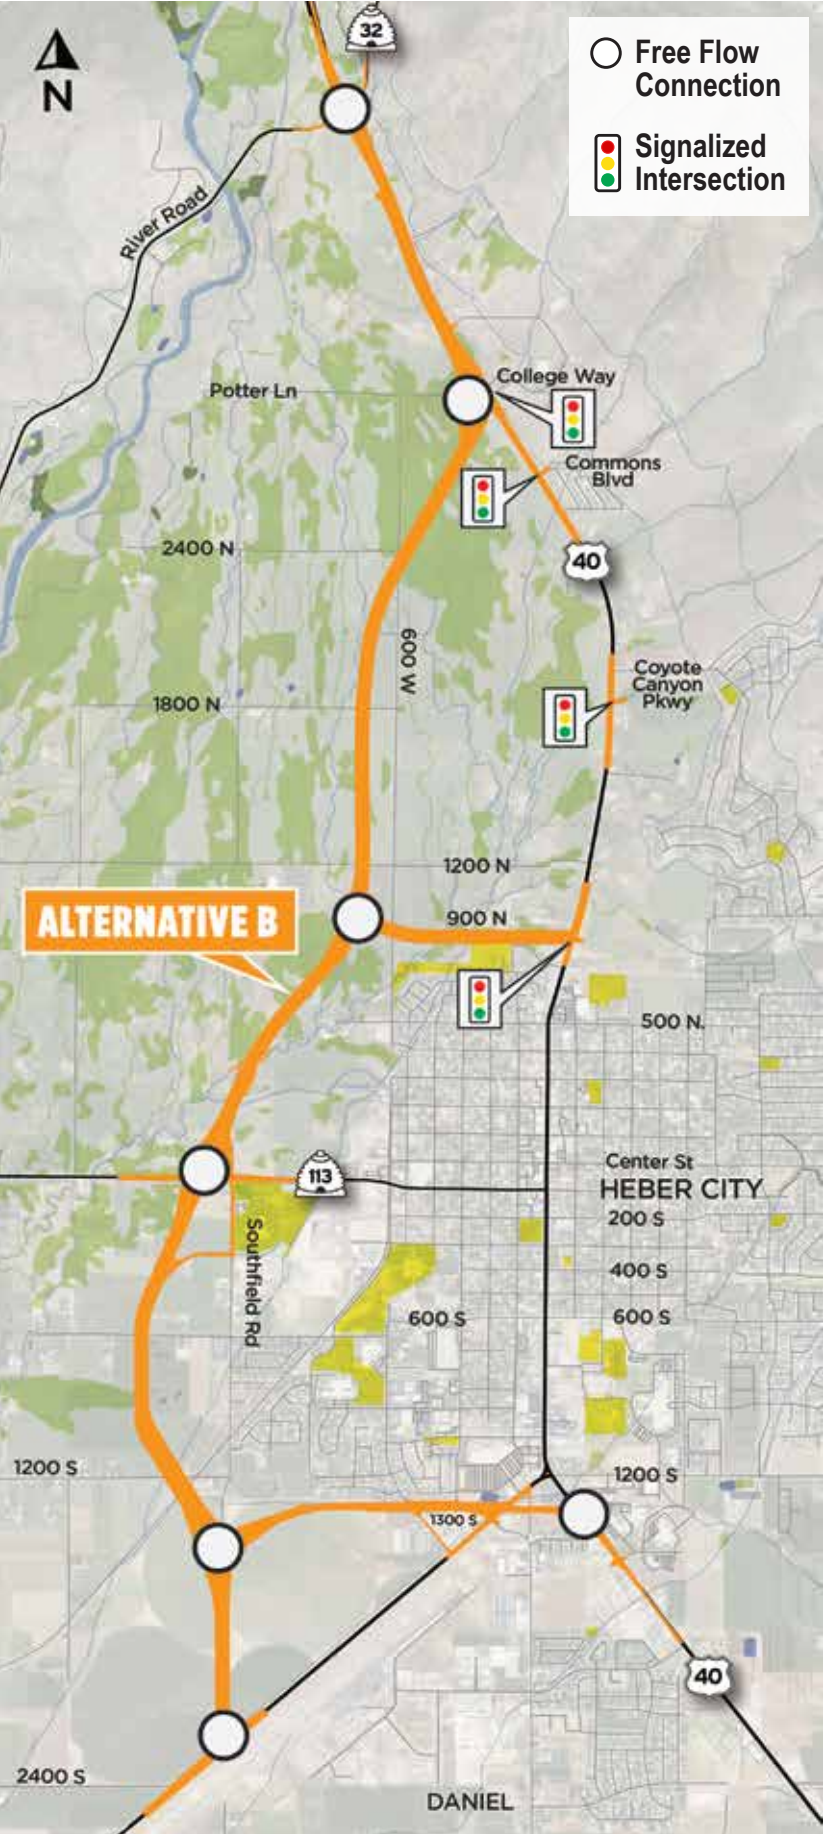 32
N
Free Flow
Connection
Signalized
Intersection
River Road
College Way
Potter Ln
Commons
Blvd
2400 N
40
600 W
Coyote
Canyon
Pkwy
1800 N
1200 N
ALTERNATIVE B
900 N
500 N.
Center St
113
HEBER CITY
200 S
Southfield Rd
400 S
600 S
600 S
1200 S
1200 S
1300 S
40
2400 S
DANIEL